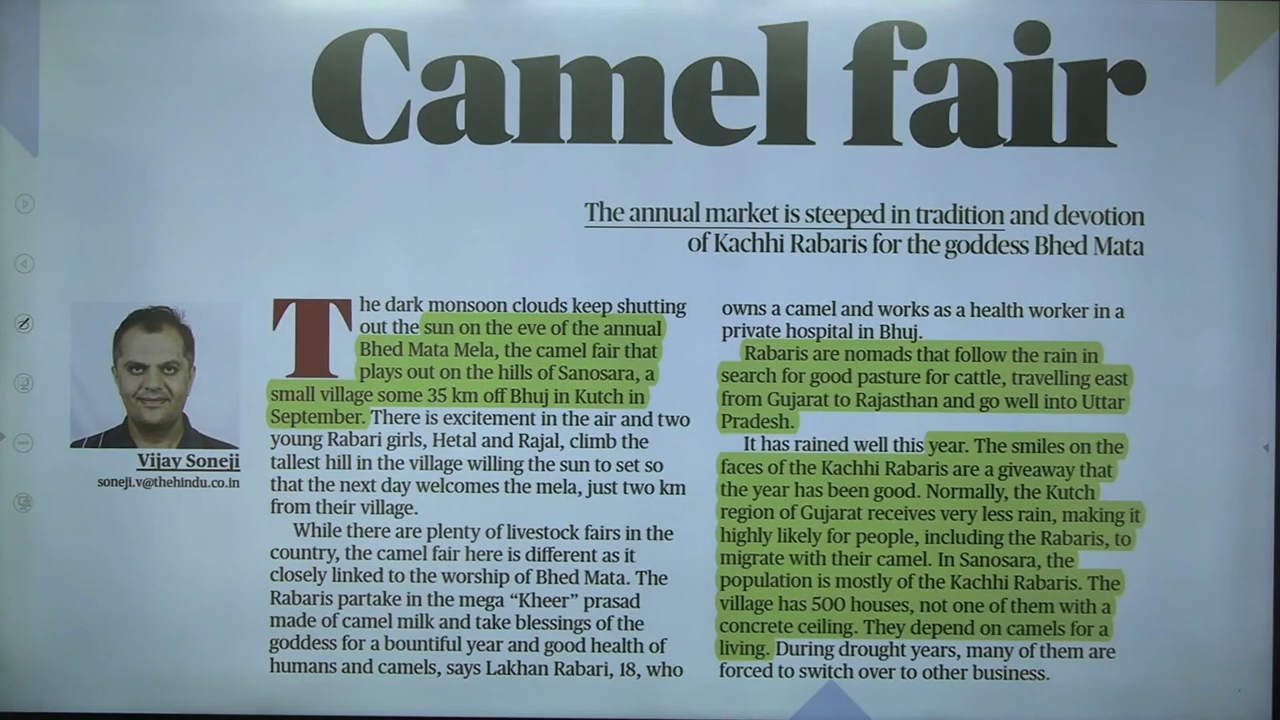 Camel fair
The annual market is steeped in tradition and devotion
of Kachhi Rabaris for the goddess Bhed Mata
Vijay Soneji
soneji.v@thehindu.co.in
The dark monsoon clouds keep shutting
out the sun on the eve of the annual
Bhed Mata Mela, the camel fair that
plays out on the hills of Sanosara, a
small village some 35 km off Bhuj in Kutch in
September. There is excitement in the air and two
young Rabari girls, Hetal and Rajal, climb the
tallest hill in the village willing the sun to set so
that the next day welcomes the mela, just two km
from their village.
While there are plenty of livestock fairs in the
country, the camel fair here is different as it
closely linked to the worship of Bhed Mata. The
Rabaris partake in the mega “Kheer” prasad
made of camel milk and take blessings of the
goddess for a bountiful year and good health of
humans and camels, says Lakhan Rabari, 18, who
owns a camel and works as a health worker in a
private hospital in Bhuj.
Rabaris are nomads that follow the rain in
search for good pasture for cattle, travelling east
from Gujarat to Rajasthan and go well into Uttar
Pradesh.
It has rained well this year. The smiles on the
faces of the Kachhi Rabaris are a giveaway that
the year has been good. Normally, the Kutch
region of Gujarat receives very less rain, making it
highly likely for people, including the Rabaris, to
migrate with their camel. In Sanosara, the
population is mostly of the Kachhi Rabaris. The
village has 500 houses, not one of them with a
concrete ceiling. They depend on camels for a
living. During drought years, many of them are
forced to switch over to other business.